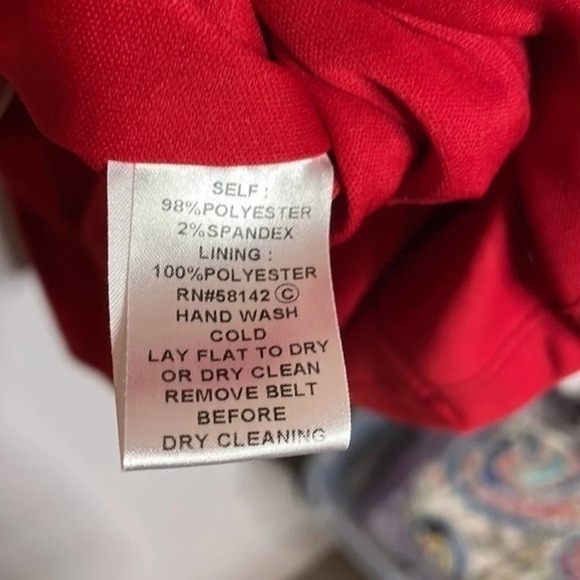 SELF :
98%POLYESTER
2%SPANDEX
LINING :
100%POLYESTER
RN#58142 Ⓒ
HAND WASH
COLD
LAY FLAT TO DRY
OR DRY CLEAN
REMOVE BELT
BEFORE
DRY CLEANING